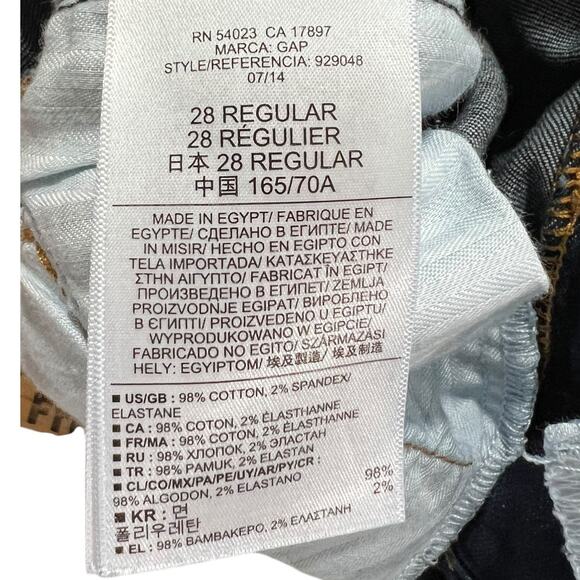 RN 54023 CA 17897
MARCA: GAP
STYLE/REFERENCIA: 929048
07/14
28 REGULAR
28 RÉGULIER
日本 28 REGULAR
中国 165/70A
MADE IN EGYPT/ FABRIQUE EN
EGYPTE/ СДЕЛАНО В ЕГИПТЕ/ MADE
IN MISIR/ HECHO EN EGIPTO CON
TELA IMPORTADA/ ΚΑΤΑΣΚΕΥΑΣΤΗΚΕ
ΣΤΗΝ ΑΙΓΥΠΤΟ/ FABRICAT ÎN EGIPT/
ПРОИЗВЕДЕНО В ЕГИПЕТ/ ZEMLJA
PROIZVODNJE EGIPAT/ ВИРОБЛЕНО
В ЄГИПТІ/ PROIZVEDENO U EGIPTU/
WYPRODUKOWANO W EGIPCIE/
FABRICADO NO EGITO/ SZÁRMAZÁSI
HELY: EGYIPTOM/ 埃及製造/ 埃及制造
■ US/GB : 98% COTTON, 2% SPANDEX/
ELASTANE
■ CA : 98% COTTON, 2% ÉLASTHANNE
■ FR/MA : 98% COTON, 2% ÉLASTHANNE
■ RU : 98% ХЛОПОК, 2% ЭЛАСТАН
■ TR : 98% PAMUK, 2% ELASTAN
■ CL/CO/MX/PA/PE/UY/AR/PY/CR :
98% ALGODON, 2% ELASTANO
■ KR : 면 98%
폴리우레탄 2%
■ EL : 98% ΒΑΜΒΑΚΕΡΟ, 2% ΕΛΑΣΤΑΝΗ